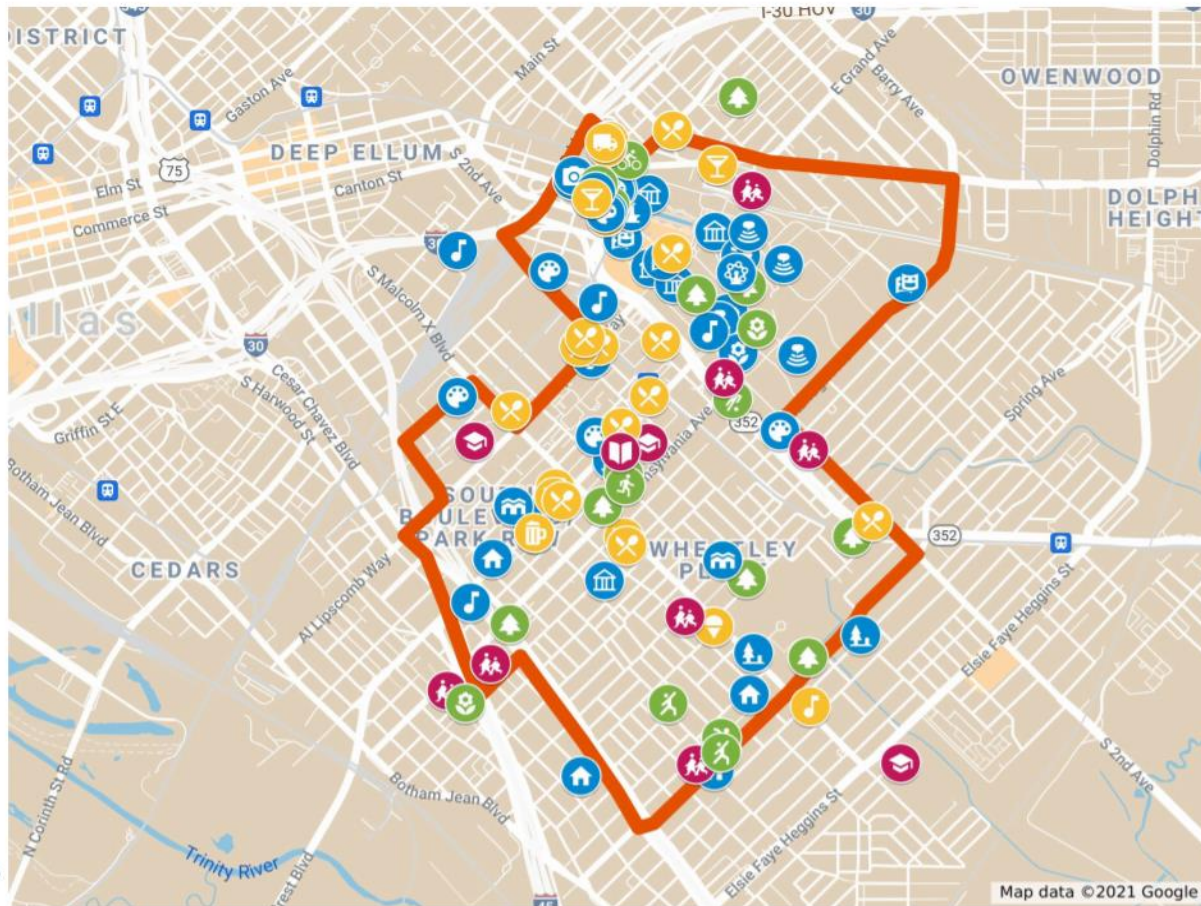 I-30 HOV
30
DISTRICT
Main St
E Grand Ave
Barry Ave
OWENWOOD
Gaston Ave
Dolphin Rd
DEEP ELLUM
S 2nd Ave
75
Elm St
Canton St
Commerce St
DOLPH
HEIGHT
S Malcolm X Blvd
llas
30
Cesar Chavez Blvd
S Harwood St
Spring Ave
Griffin St E
352
nsylvania Ave
Botham Jean Blvd
SOUTH
BOULEV
PARK R
352
WHEATLEY
PL
CEDARS
Al Lipscomb Way
Elsie Faye Heggins St
S 2nd Ave
N Corinth St Rd
Botham Jean Blvd
Trinity River
rest Blvd
Elsie Faye Heggins St
45
Map data ©2021 Google